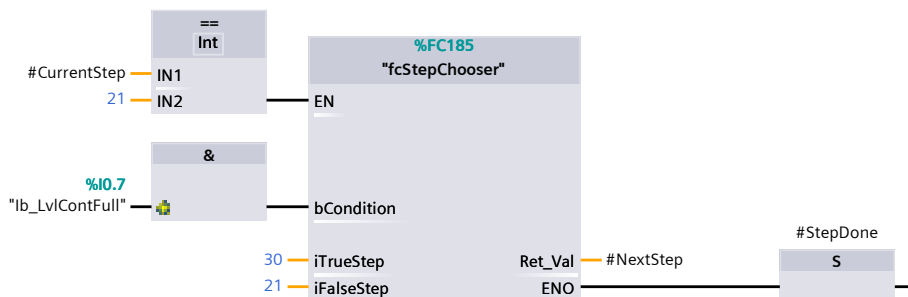 ==
Int
#CurrentStep
IN1
21
IN2
&
%I0.7
"Ib_LvlContFull"
%FC185
"fcStepChooser"
EN
bCondition
30
iTrueStep
Ret_Val
#NextStep
21
iFalseStep
ENO
#StepDone
S